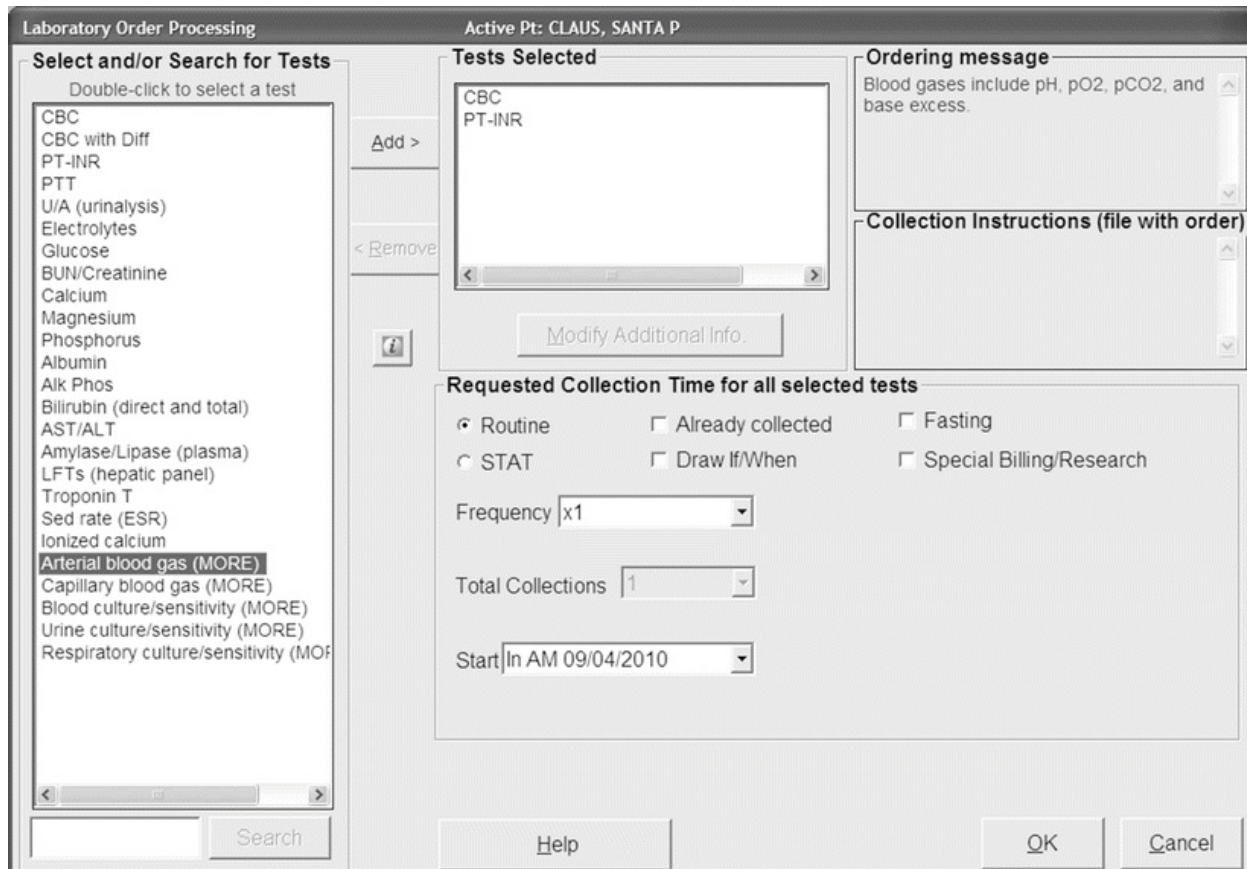 Laboratory Order Processing
Active Pt: CLAUS, SANTA P
Select and/or Search for Tests
Double-click to select a test
CBC
CBC with Diff
PT-INR
PTT
U/A (urinalysis)
Electrolytes
Glucose
BUN/Creatinine
Calcium
Magnesium
Phosphorus
Albumin
Alk Phos
Bilirubin (direct and total)
AST/ALT
Amylase/Lipase (plasma)
LFTs (hepatic panel)
Troponin T
Sed rate (ESR)
Ionized calcium
Arterial blood gas (MORE)
Capillary blood gas (MORE)
Blood culture/sensitivity (MORE)
Urine culture/sensitivity (MORE)
Respiratory culture/sensitivity (MOR
Search
Add >
< Remove
i
Tests Selected
CBC
PT-INR
Modify Additional Info.
Ordering message
Blood gases include pH, pO2, pCO2, and
base excess.
Collection Instructions (file with order)
Requested Collection Time for all selected tests
Routine
Already collected
Fasting
STAT
Draw If/When
Special Billing/Research
Frequency x1
Total Collections 1
Start In AM 09/04/2010
Help
OK
Cancel